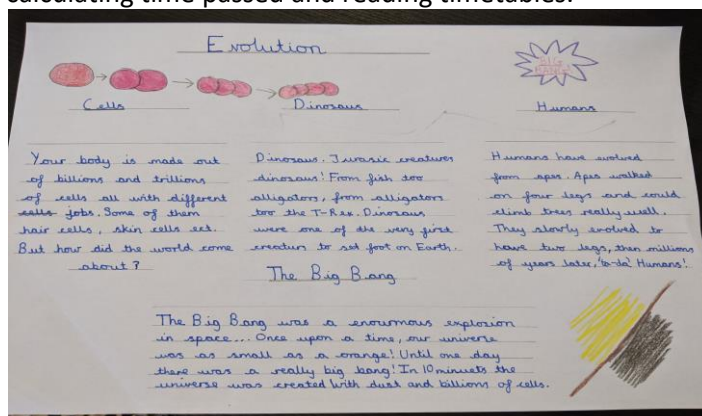 calculating time passed and reading timetables.
Evolution
Cells
Your body is made out
of billions and trillions
of cells all with different
cells jobs. Some of them
hair cells, skin cells ect.
But how did the world come
about?
Dinosaus
Dinosaus. Jurasic creatures
dinosaus! From fish too
alligators, from alligators
too the T-Rex. Dinosaus
were one of the very first
creaturs to set foot on Earth.
Humans
Humans have evolved
from apes. Apes walked
on four legs and could
climb trees really well.
They slowly evolved to
have two legs, then millions
of years later, 'ta-da' Humans!
The Big Bang
The Big Bang was a enourmous explozion
in space... Once upon a time, our universe
was as small as a orange! Until one day
there was a really big bang! In 10 minuets the
universe was created with dust and billions of cells.